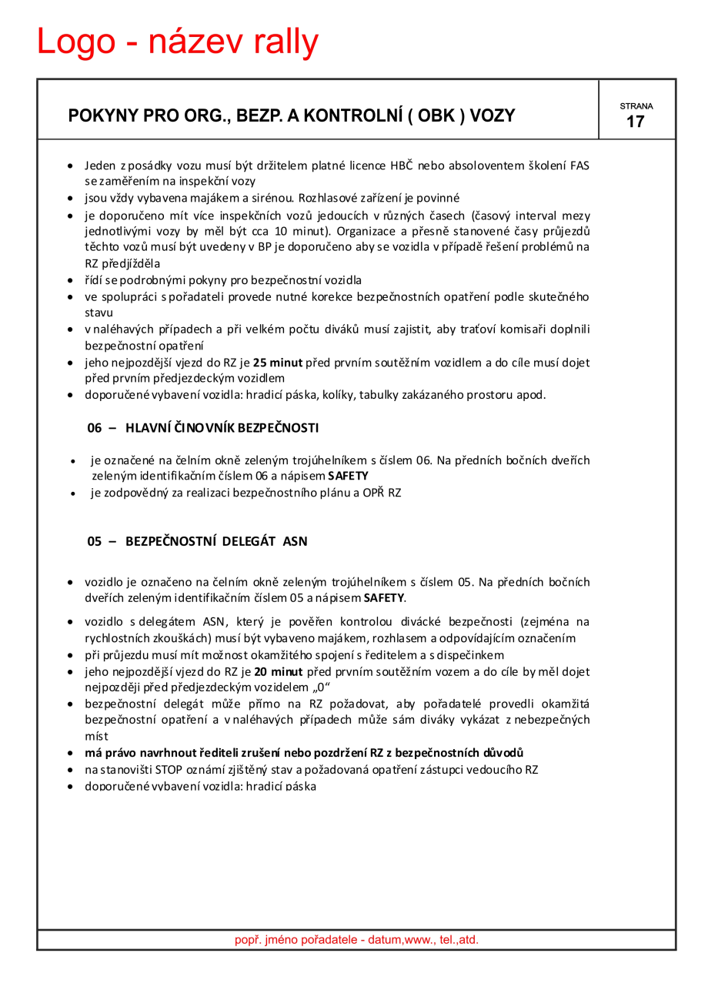 Logo - název rally
POKYNY PRO ORG., BEZP. A KONTROLNÍ ( OBK ) VOZY
STRANA
17
• Jeden z posádky vozu musí být držitelem platné licence HBČ nebo absoloventem školení FAS
se zaměřením na inspekční vozy
• jsou vždy vybavena majákem a sirénou. Rozhlasové zařízení je povinné
• je doporučeno mít více inspekčních vozů jedoucích v různých časech (časový interval mezy
jednotlivými vozy by měl být cca 10 minut). Organizace a přesně stanovené časy průjezdů
těchto vozů musí být uvedeny v BP je doporučeno aby se vozidla v případě řešení problémů na
RZ předjížděla
• řídí se podrobnými pokyny pro bezpečnostní vozidla
• ve spolupráci s pořadateli provede nutné korekce bezpečnostních opatření podle skutečného
stavu
• v naléhavých případech a při velkém počtu diváků musí zajistit, aby traťoví komisaři doplnili
bezpečnostní opatření
• jeho nejpozdější vjezd do RZ je 25 minut před prvním soutěžním vozidlem a do cíle musí dojet
před prvním předjezdeckým vozidlem
• doporučené vybavení vozidla: hradicí páska, kolíky, tabulky zakázaného prostoru apod.
06 – HLAVNÍ ČINOVNÍK BEZPEČNOSTI
• je označené na čelním okně zeleným trojúhelníkem s číslem 06. Na předních bočních dveřích
zeleným identifikačním číslem 06 a nápisem SAFETY
• je zodpovědný za realizaci bezpečnostního plánu a OPŘ RZ
05 – BEZPEČNOSTNÍ DELEGÁT ASN
• vozidlo je označeno na čelním okně zeleným trojúhelníkem s číslem 05. Na předních bočních
dveřích zeleným identifikačním číslem 05 a nápisem SAFETY.
• vozidlo s delegátem ASN, který je pověřen kontrolou divácké bezpečnosti (zejména na
rychlostních zkouškách) musí být vybaveno majákem, rozhlasem a odpovídajícím označením
• při průjezdu musí mít možnost okamžitého spojení s ředitelem a s dispečinkem
• jeho nejpozdější vjezd do RZ je 20 minut před prvním soutěžním vozem a do cíle by měl dojet
nejpozději před předjezdeckým vozidelem „0“
• bezpečnostní delegát může přímo na RZ požadovat, aby pořadatelé provedli okamžitá
bezpečnostní opatření a v naléhavých případech může sám diváky vykázat z nebezpečných
míst
• má právo navrhnout řediteli zrušení nebo pozdržení RZ z bezpečnostních důvodů
• na stanovišti STOP oznámí zjištěný stav a požadovaná opatření zástupci vedoucího RZ
• doporučené vybavení vozidla: hradicí páska
popř. jméno pořadatele - datum,www., tel.,atd.